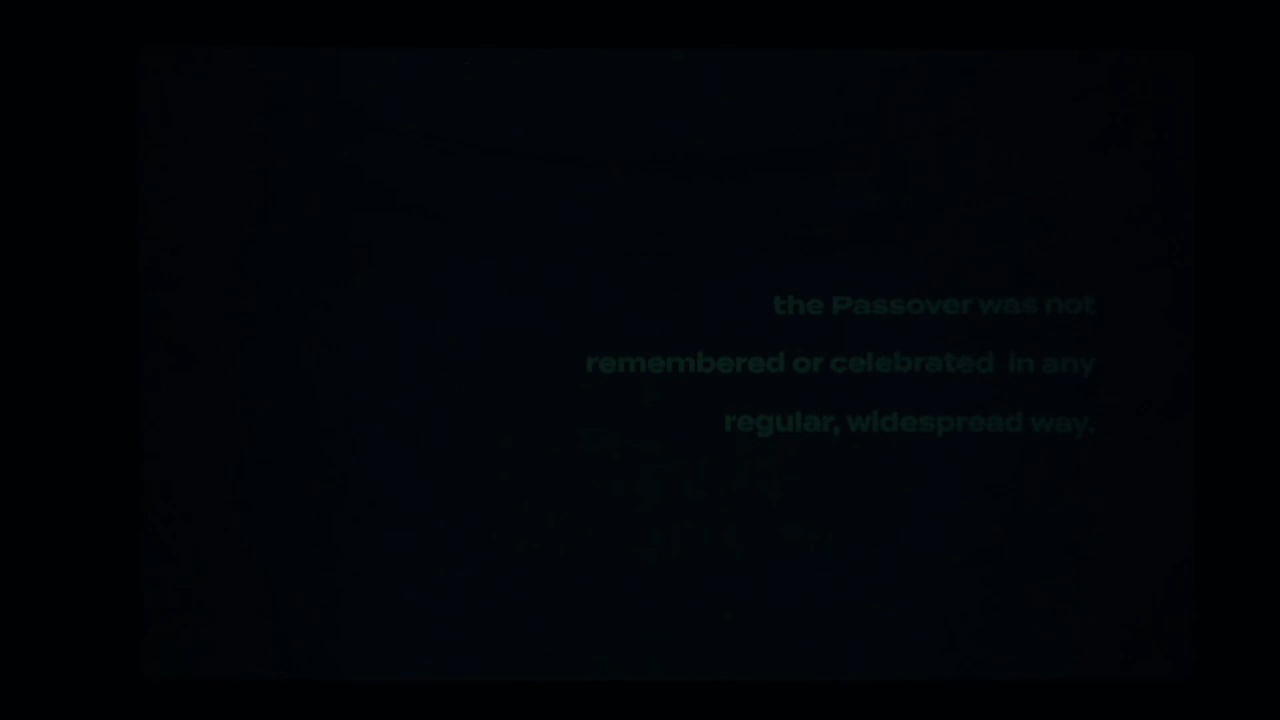 the Passover was not
remembered or celebrated in any
regular, widespread way.